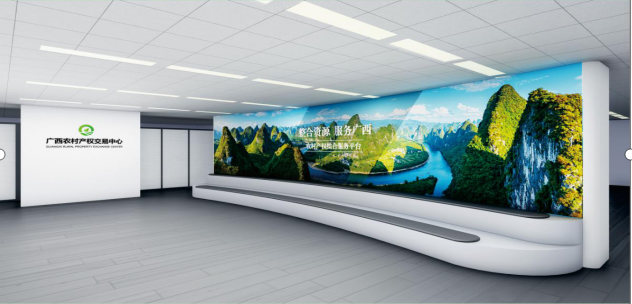 广西农村产权交易中心
GUANGXI RURAL PROPERTY EXCHANGE CENTER
整合资源 服务广西
农村产权综合服务平台